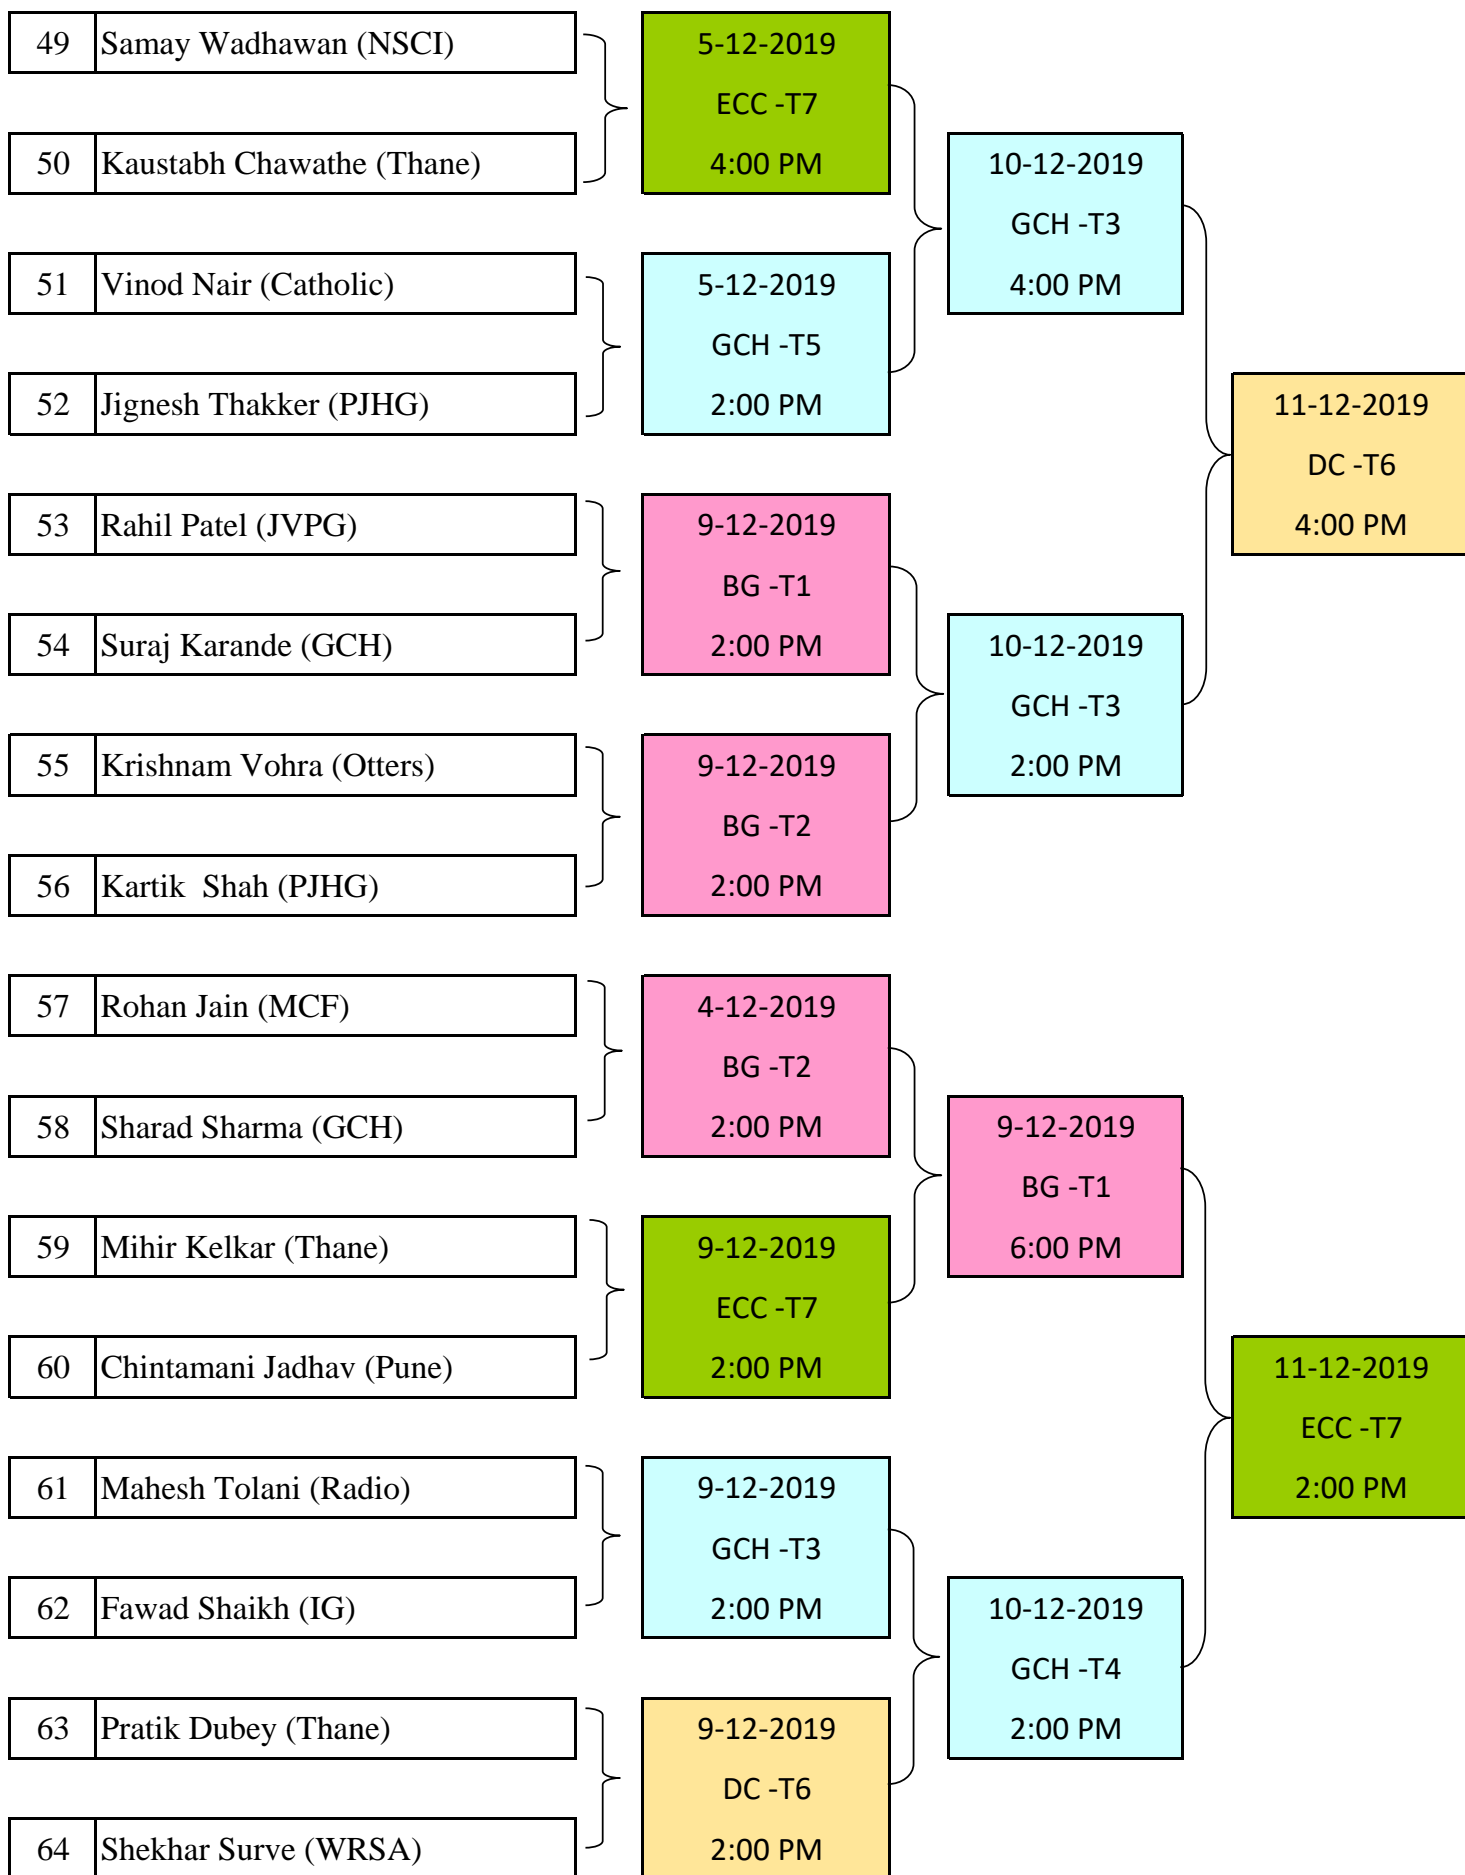 49 Samay Wadhawan (NSCI)
50 Kaustabh Chawathe (Thane)
51 Vinod Nair (Catholic)
52 Jignesh Thakker (PJHG)
53 Rahil Patel (JVPG)
54 Suraj Karande (GCH)
55 Krishnam Vohra (Otters)
56 Kartik  Shah (PJHG)
57 Rohan Jain (MCF)
58 Sharad Sharma (GCH)
59 Mihir Kelkar (Thane)
60 Chintamani Jadhav (Pune)
61 Mahesh Tolani (Radio)
62 Fawad Shaikh (IG)
63 Pratik Dubey (Thane)
64 Shekhar Surve (WRSA)
5-12-2019
ECC -T7
4:00 PM
5-12-2019
GCH -T5
2:00 PM
9-12-2019
BG -T1
2:00 PM
9-12-2019
BG -T2
2:00 PM
4-12-2019
BG -T2
2:00 PM
9-12-2019
ECC -T7
2:00 PM
9-12-2019
GCH -T3
2:00 PM
9-12-2019
DC -T6
2:00 PM
10-12-2019
GCH -T3
4:00 PM
10-12-2019
GCH -T3
2:00 PM
9-12-2019
BG -T1
6:00 PM
10-12-2019
GCH -T4
2:00 PM
11-12-2019
DC -T6
4:00 PM
11-12-2019
ECC -T7
2:00 PM